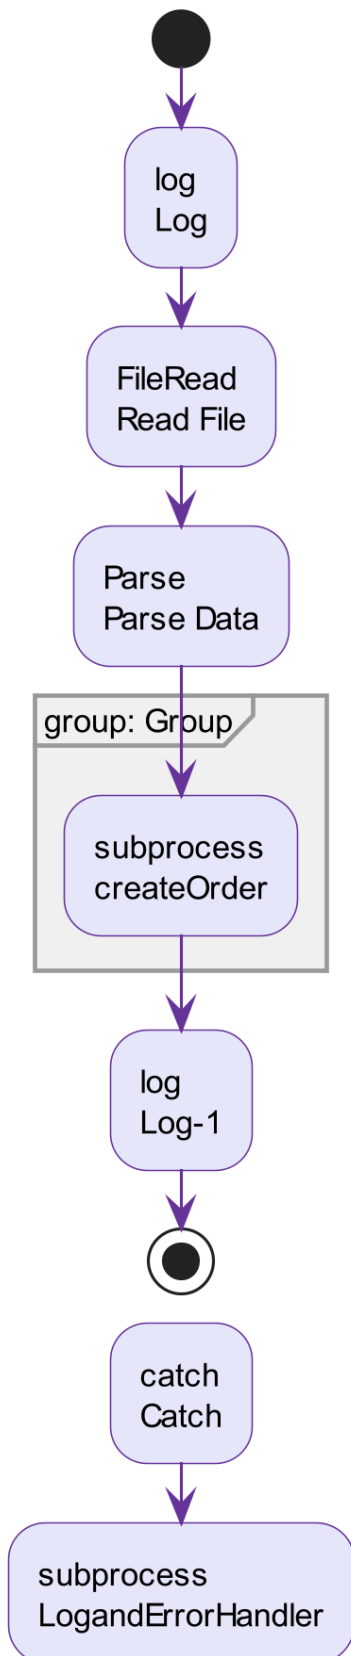 log
Log
FileRead
Read File
Parse
Parse Data
group: Group
subprocess
createOrder
log
Log-1
catch
Catch
subprocess
LogandErrorHandler